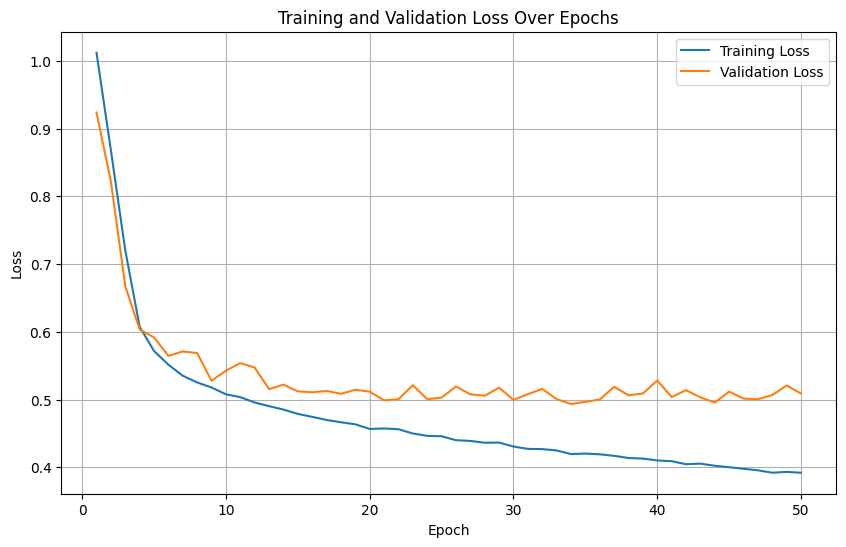 Training and Validation Loss Over Epochs
Training Loss
Validation Loss
1.0
0.9
0.8
0.7
0.6
0.5
0.4
Loss
0 10 20 30 40 50
Epoch